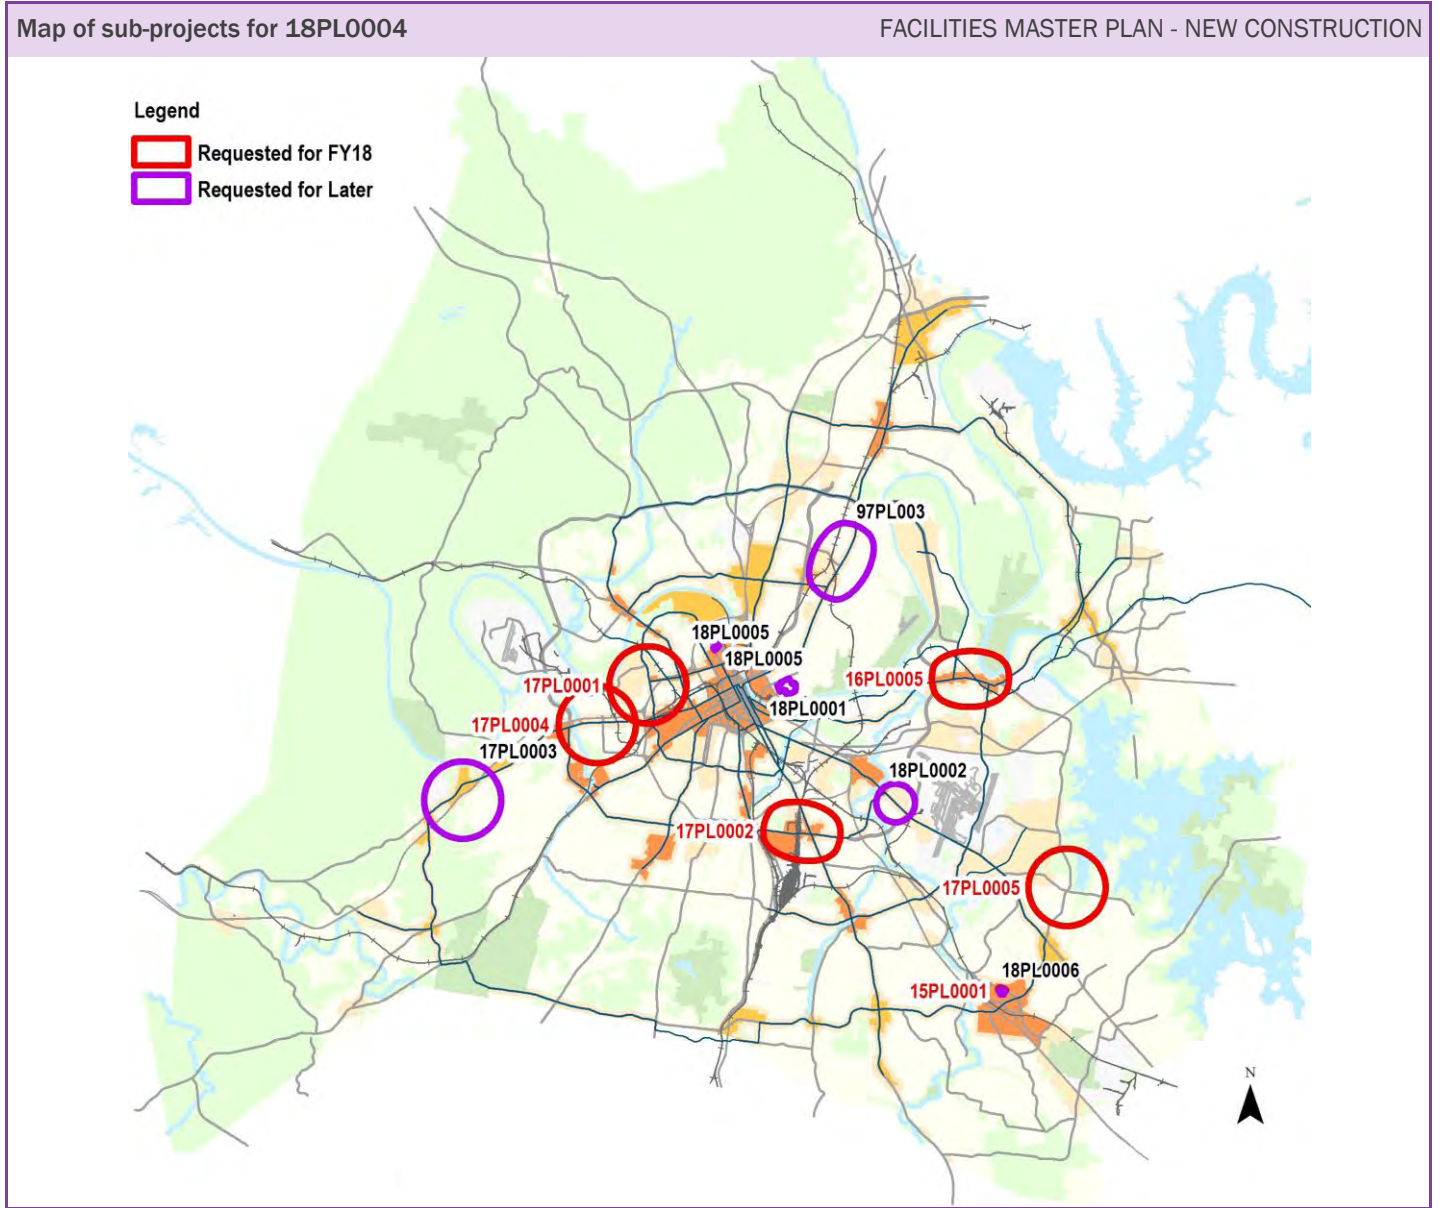 Map of sub-projects for 18PL0004
FACILITIES MASTER PLAN - NEW CONSTRUCTION
Legend
Requested for FY18
Requested for Later
97PL003
18PL0005
18PL0005
17PL0001
16PL0005
18PL0001
17PL0004
17PL0003
18PL0002
17PL0002
17PL0005
18PL0006
15PL0001
N